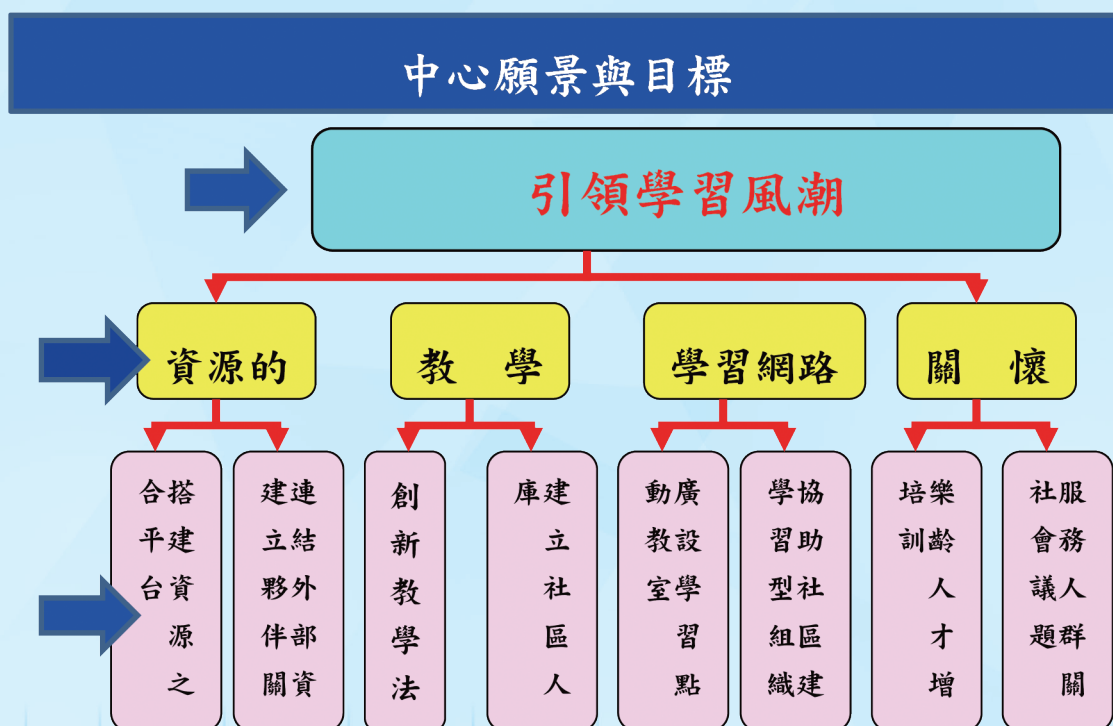 中心願景與目標
引領學習風潮
資源的
教 學
學習網路
關 懷
搭建資源之
合平台
連結外部資
建立夥伴關
創新教學法
建立社區人
庫
廣設學習點
動教室
協助社區建
學習型組織
樂齡人才增
培訓
服務人群關
社會議題